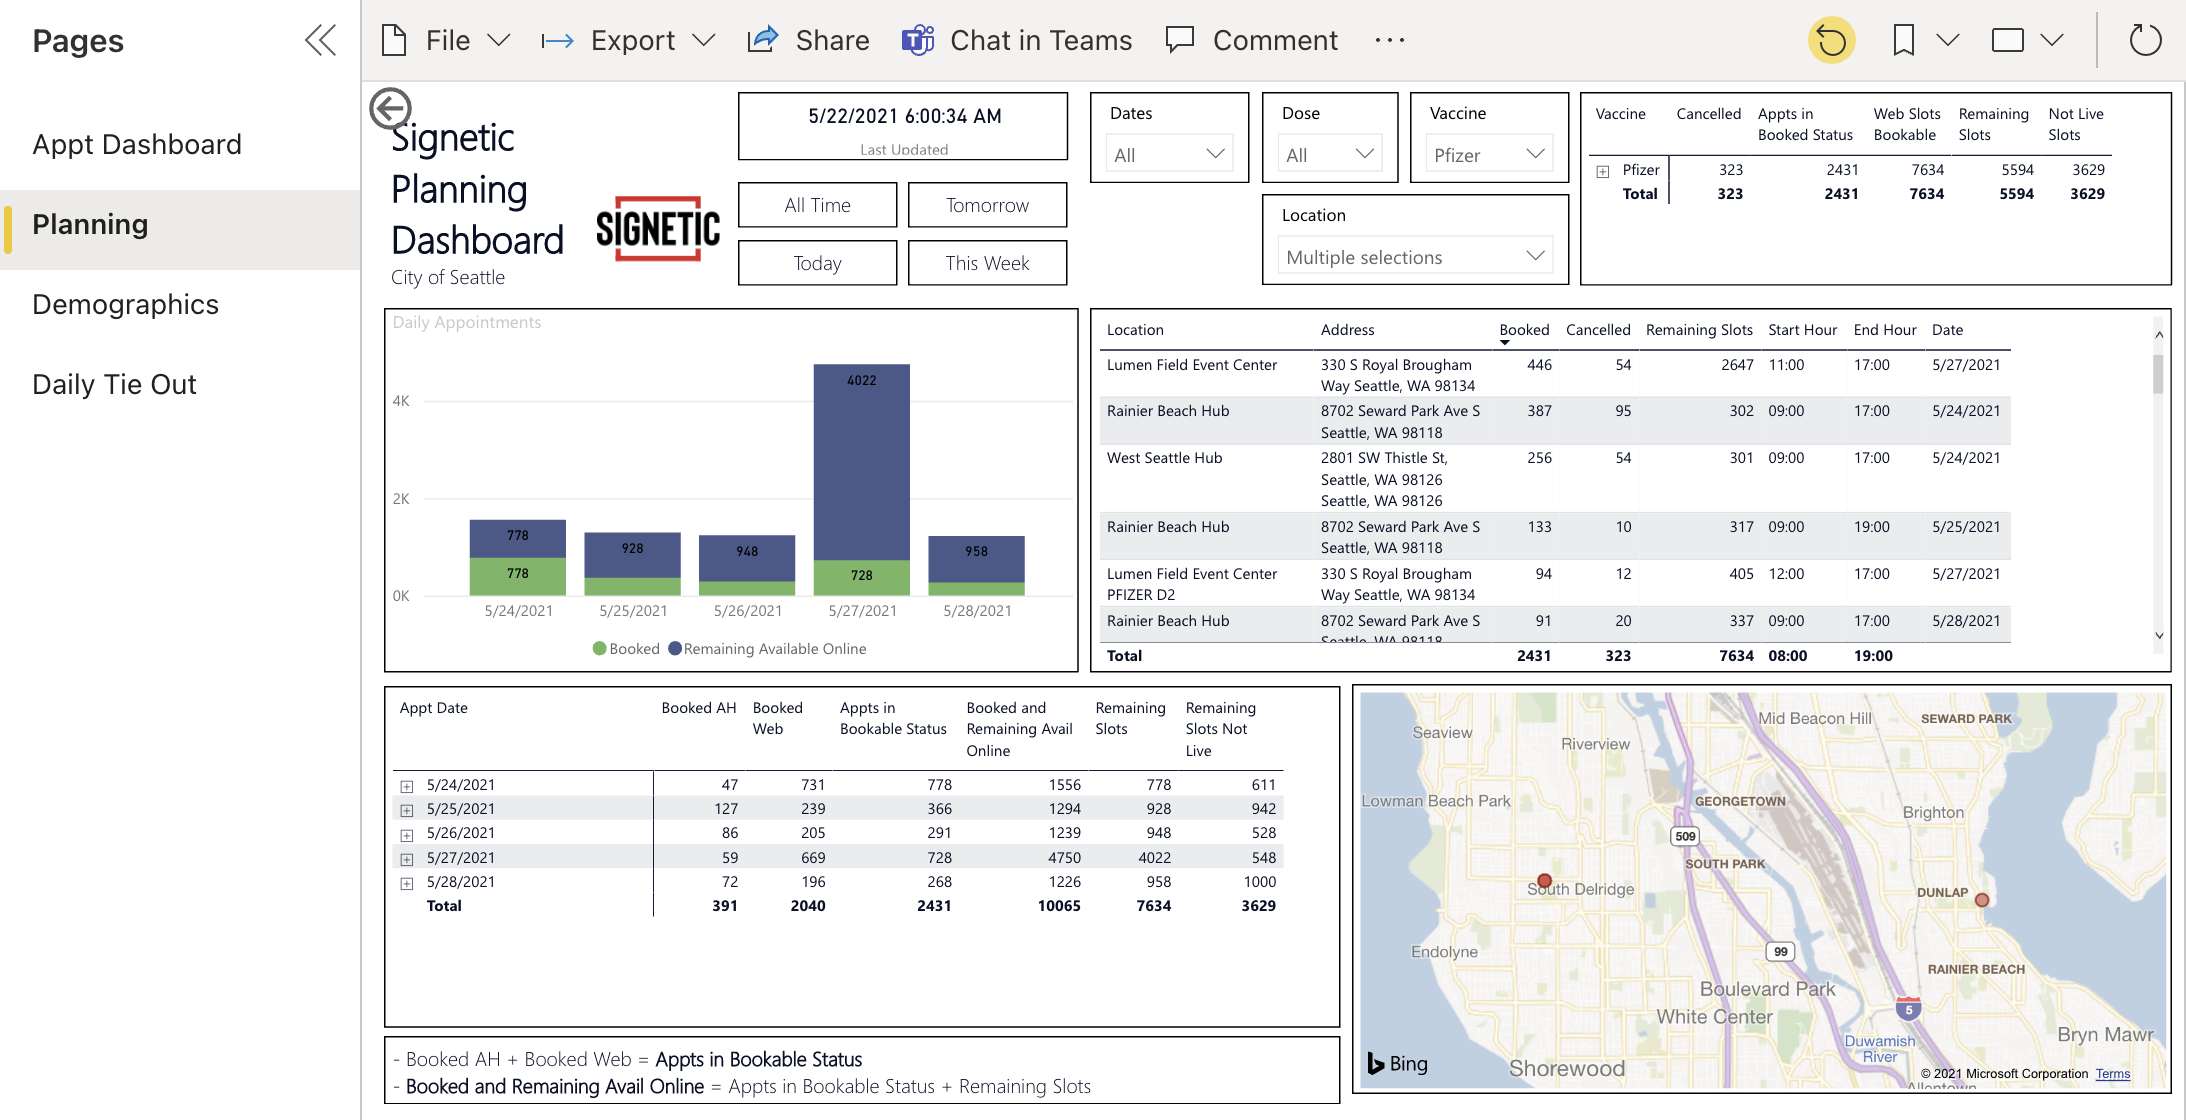 Pages
File
Export
Share
Chat in Teams
Comment
Appt Dashboard
Planning
Demographics
Daily Tie Out
Signetic
Planning
Dashboard
City of Seattle
SIGNETIC
5/22/2021 6:00:34 AM
Last Updated
All Time
Tomorrow
Today
This Week
Dates
All
Dose
All
Vaccine
Pfizer
Location
Multiple selections
Vaccine Cancelled Appts in Web Slots Remaining Not Live
Booked Status Bookable Slots Slots
Pfizer 323 2431 7634 5594 3629
Total 323 2431 7634 5594 3629
Daily Appointments
4K
2K
0K
4022
778
928
948
958
778
728
5/24/2021 5/25/2021 5/26/2021 5/27/2021 5/28/2021
Booked Remaining Available Online
Location Address Booked Cancelled Remaining Slots Start Hour End Hour Date
Lumen Field Event Center 330 S Royal Brougham 446 54 2647 11:00 17:00 5/27/2021
Way Seattle, WA 98134
Rainier Beach Hub 8702 Seward Park Ave S 387 95 302 09:00 17:00 5/24/2021
Seattle, WA 98118
West Seattle Hub 2801 SW Thistle St, 256 54 301 09:00 17:00 5/24/2021
Seattle, WA 98126
Seattle, WA 98126
Rainier Beach Hub 8702 Seward Park Ave S 133 10 317 09:00 19:00 5/25/2021
Seattle, WA 98118
Lumen Field Event Center 330 S Royal Brougham 94 12 405 12:00 17:00 5/27/2021
PFIZER D2 Way Seattle, WA 98134
Rainier Beach Hub 8702 Seward Park Ave S 91 20 337 09:00 17:00 5/28/2021
Seattle, WA 98118
Total 2431 323 7634 08:00 19:00
Appt Date Booked AH Booked Appts in Booked and Remaining Remaining
Web Bookable Status Remaining Avail Slots Slots Not
Online Live
5/24/2021 47 731 778 1556 778 611
5/25/2021 127 239 366 1294 928 942
5/26/2021 86 205 291 1239 948 528
5/27/2021 59 669 728 4750 4022 548
5/28/2021 72 196 268 1226 958 1000
Total 391 2040 2431 10065 7634 3629
- Booked AH + Booked Web = Appts in Bookable Status
- Booked and Remaining Avail Online = Appts in Bookable Status + Remaining Slots
Mid Beacon Hill
SEWARD PARK
Seaview
Riverview
Lowman Beach Park
GEORGETOWN
Brighton
509
SOUTH PARK
South Delridge
DUNLAP
Endolyne
99
RAINIER BEACH
Boulevard Park
White Center
5
Bryn Mawr
Duwamish
River
Shorewood
Bing
© 2021 Microsoft Corporation Terms
Allentown